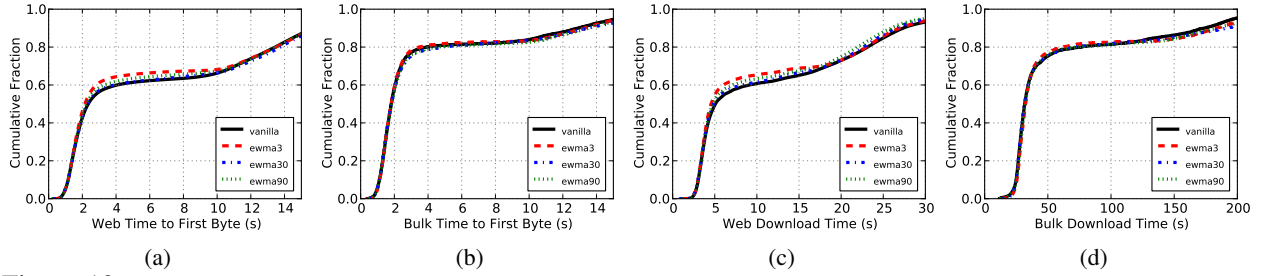 Cumulative Fraction
1.0
0.8
0.6
0.4
0.2
0.0
0 2 4 6 8 10 12 14
Web Time to First Byte (s)
vanilla
ewma3
ewma30
ewma90
(a)
Cumulative Fraction
1.0
0.8
0.6
0.4
0.2
0.0
0 2 4 6 8 10 12 14
Bulk Time to First Byte (s)
vanilla
ewma3
ewma30
ewma90
(b)
Cumulative Fraction
1.0
0.8
0.6
0.4
0.2
0.0
0 5 10 15 20 25 30
Web Download Time (s)
vanilla
ewma3
ewma30
ewma90
(c)
Cumulative Fraction
1.0
0.8
0.6
0.4
0.2
0.0
0 50 100 150 200
Bulk Download Time (s)
vanilla
ewma3
ewma30
ewma90
(d)